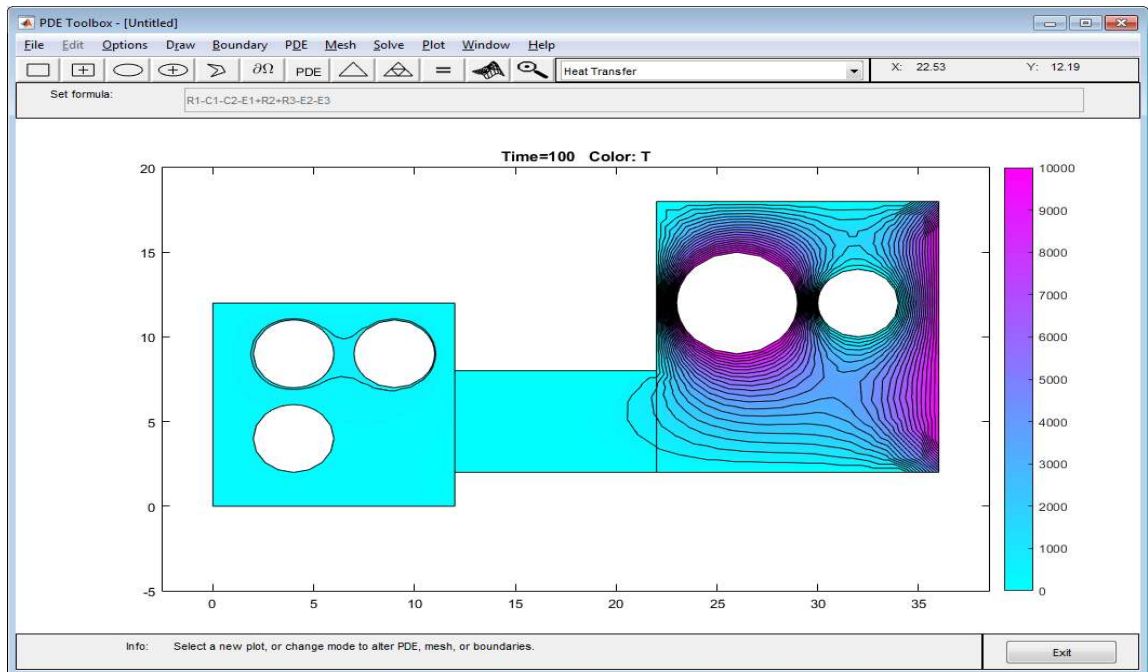 PDE Toolbox - [Untitled]
File Edit Options Draw Boundary PDE Mesh Solve Plot Window Help
∂Ω PDE = Heat Transfer X: 22.53 Y: 12.19
Set formula: R1-C1-C2-E1+R2+R3-E2-E3
Time=100 Color: T
20
15
10
5
0
-5
0 5 10 15 20 25 30 35
10000
9000
8000
7000
6000
5000
4000
3000
2000
1000
0
Info: Select a new plot, or change mode to alter PDE, mesh, or boundaries.
Exit